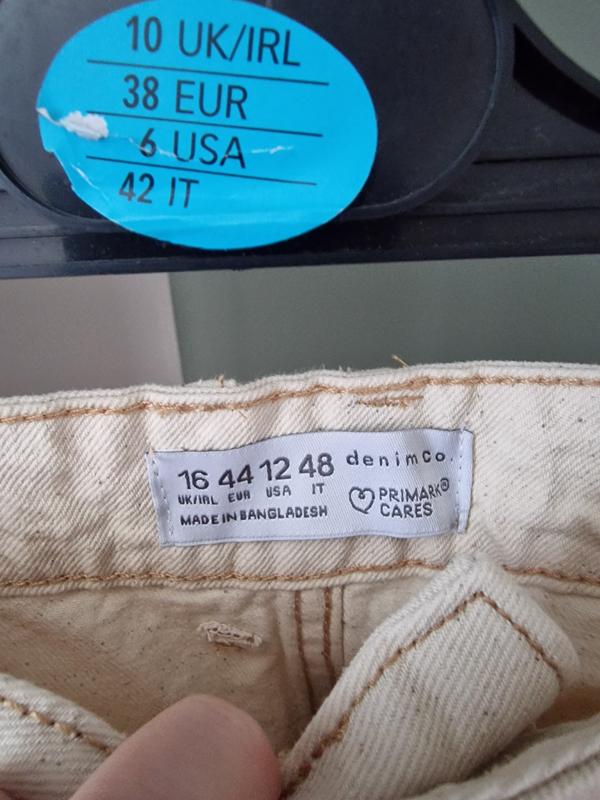 10 UK/IRL
38 EUR
6 USA
42 IT
16 44 12 48 denimco.
UK/IRL EUR USA IT
PRIMARK®
MADE IN BANGLADESH CARES